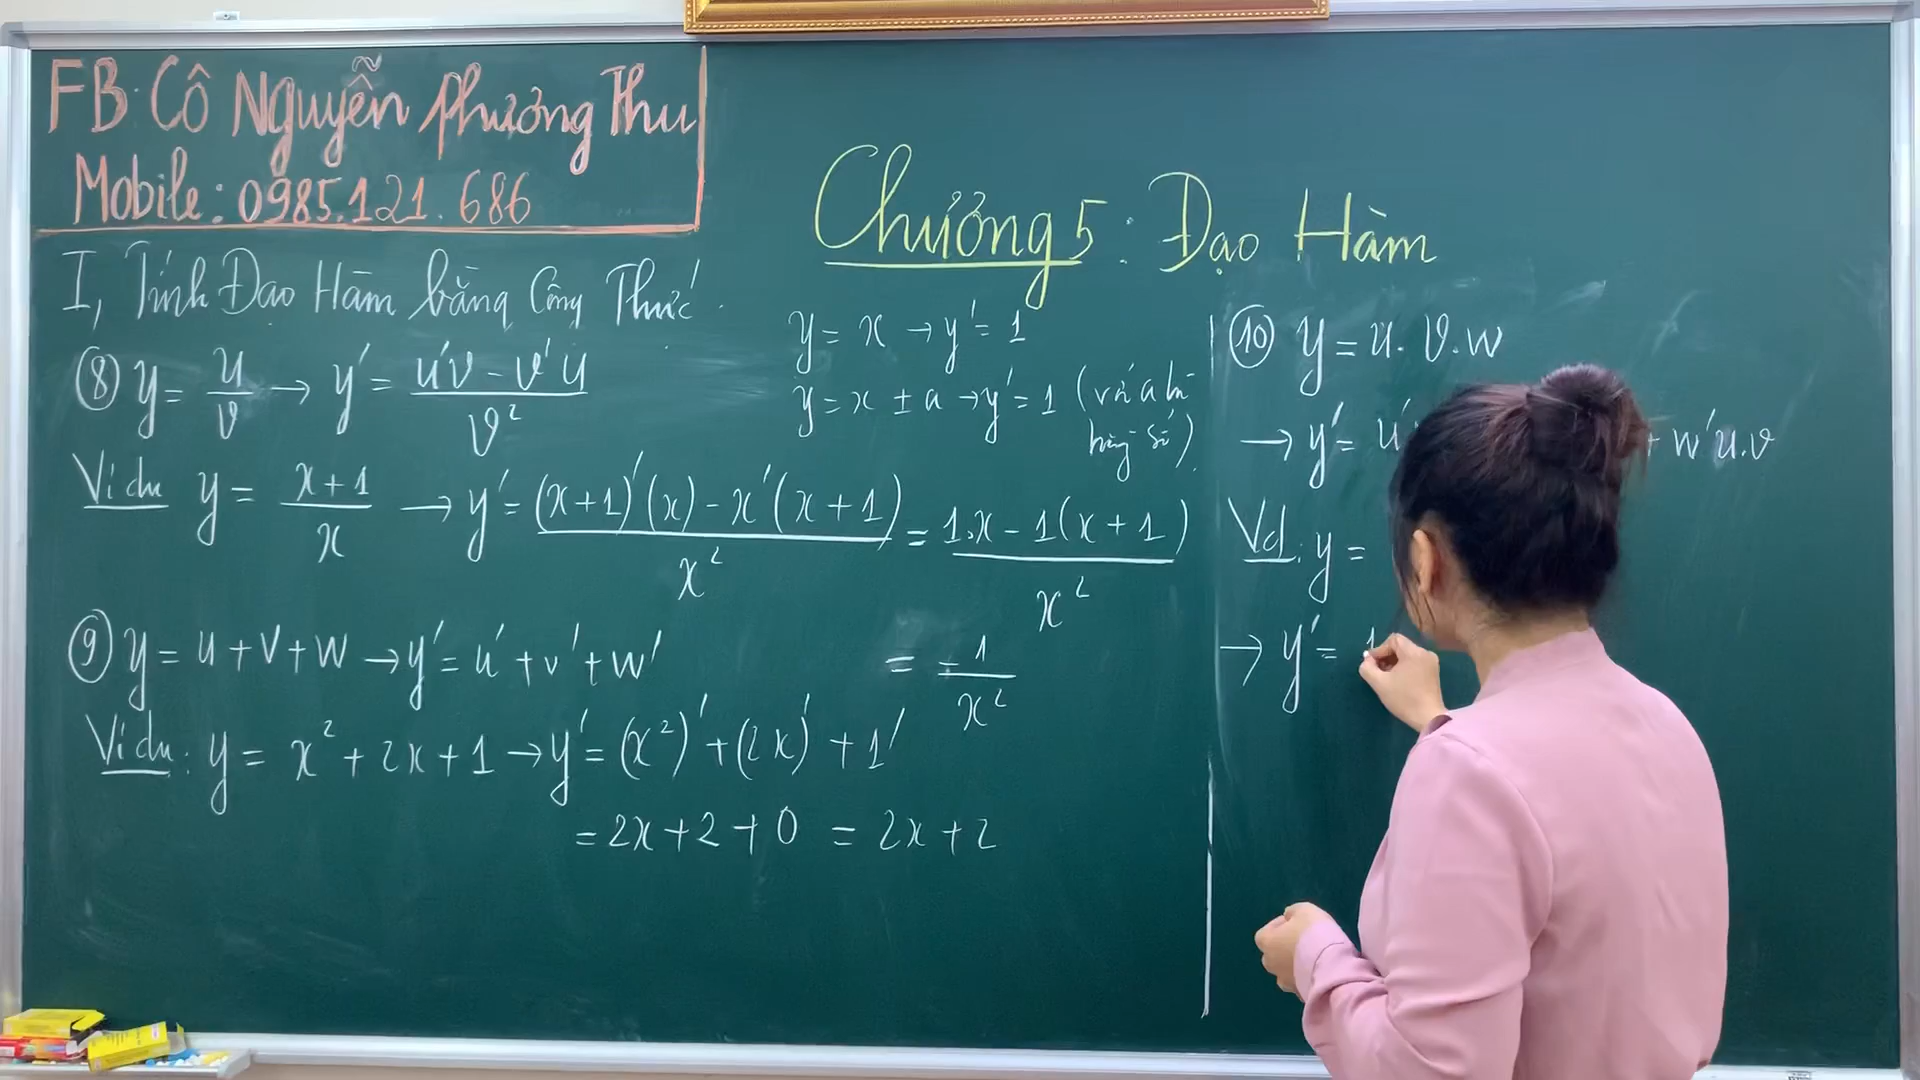 FB: Cô Nguyễn Phương Thu
Mobile: 0985.121.686
Chương 5: Đạo Hàm
I, Tính Đạo Hàm bằng Công Thức
⑧ y = u/v → y' = (u'v - v'u)/v²
Ví dụ y = (x+1)/x → y' = ((x+1)'(x) - x'(x+1))/x² = (1.x - 1(x+1))/x²
= -1/x²
⑨ y = u + v + w → y' = u' + v' + w'
Ví dụ: y = x² + 2x + 1 → y' = (x²)' + (2x)' + 1'
= 2x + 2 + 0 = 2x + 2
y = x → y' = 1
y = x ± a → y' = 1 (với a là
hằng số).
⑩ y = u.v.w
→ y' = u' + w'u.v
Vd: y =
→ y' = 1